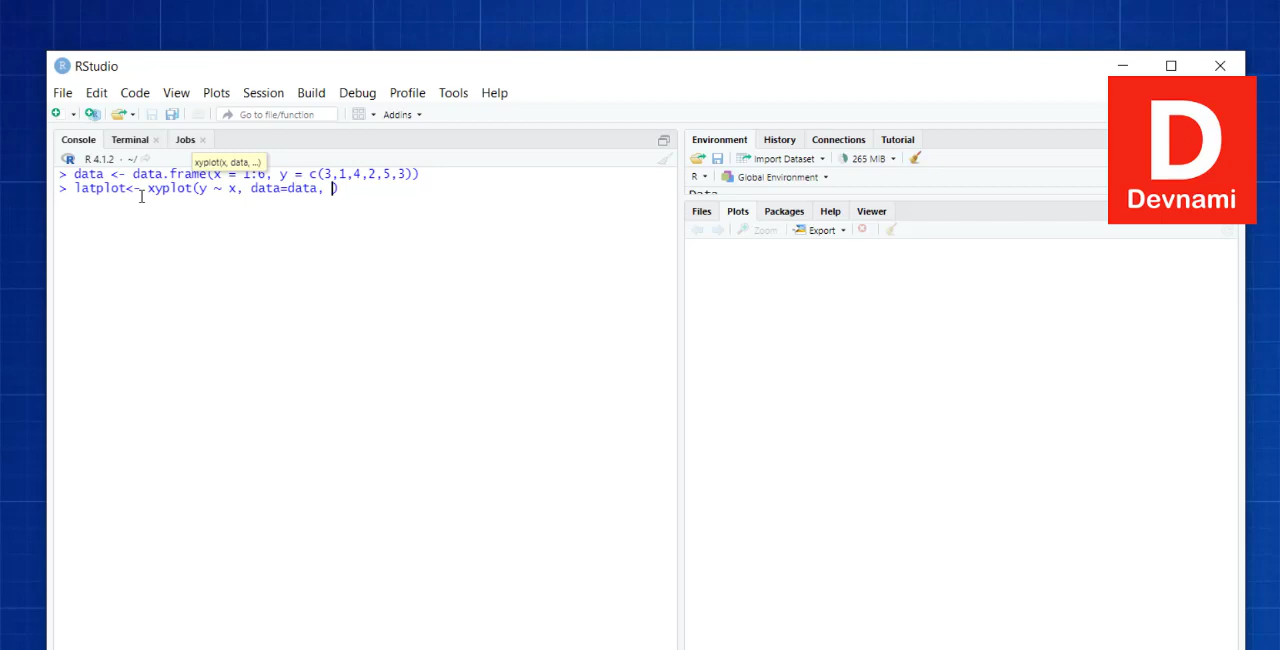 RStudio
File Edit Code View Plots Session Build Debug Profile Tools Help
Go to file/function Addins
Console Terminal Jobs
R 4.1.2 · ~/
xyplot(x, data, ...)
> data <- data.frame(x = 1:6, y = c(3,1,4,2,5,3))
> latplot<- xyplot(y ~ x, data=data, )
Environment History Connections Tutorial
Import Dataset 265 MiB
R Global Environment
Data
Files Plots Packages Help Viewer
Zoom Export
D
Devnami